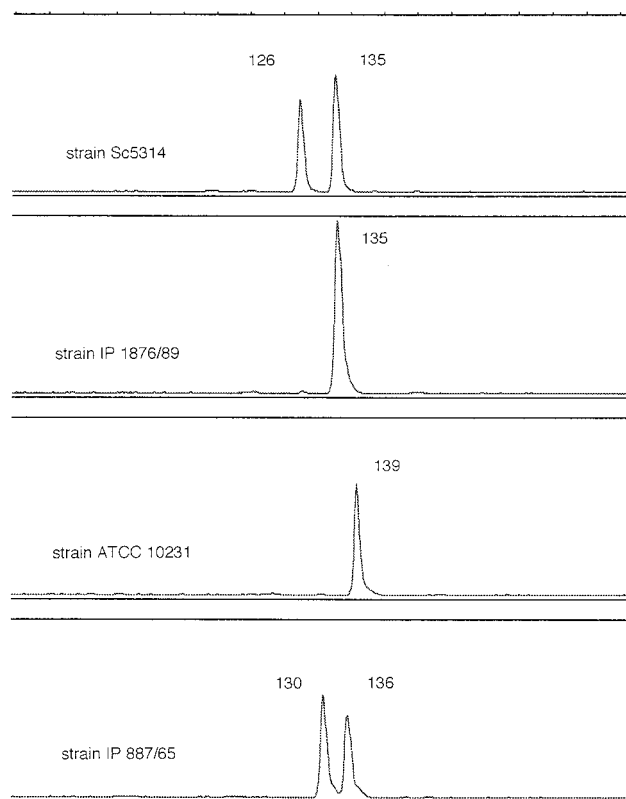 126 135
strain Sc5314
135
strain IP 1876/89
139
strain ATCC 10231
130 136
strain IP 887/65